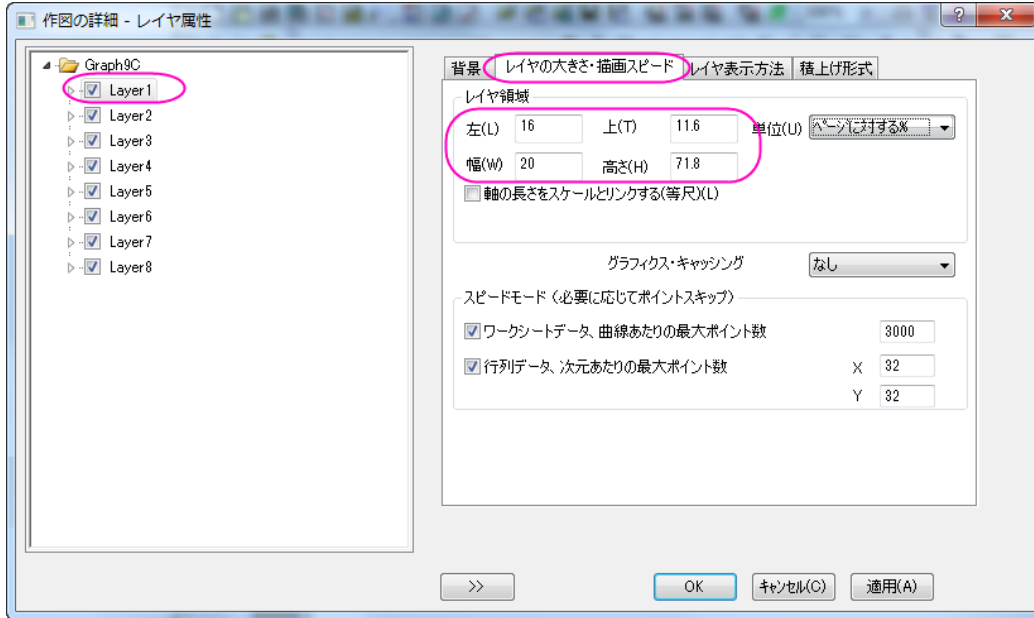 作図の詳細 - レイヤ属性
Graph9C
Layer1
Layer2
Layer3
Layer4
Layer5
Layer6
Layer7
Layer8
背景 レイヤの大きさ・描画スピード レイヤ表示方法 積上げ形式
レイヤ領域
左(L) 16 上(T) 11.6 単位(U) ページに対する%
幅(W) 20 高さ(H) 71.8
軸の長さをスケールとリンクする(等尺)(L)
グラフィクス・キャッシング なし
スピードモード (必要に応じてポイントスキップ)
ワークシートデータ、曲線あたりの最大ポイント数 3000
行列データ、次元あたりの最大ポイント数 X 32
Y 32
>> OK キャンセル(C) 適用(A)